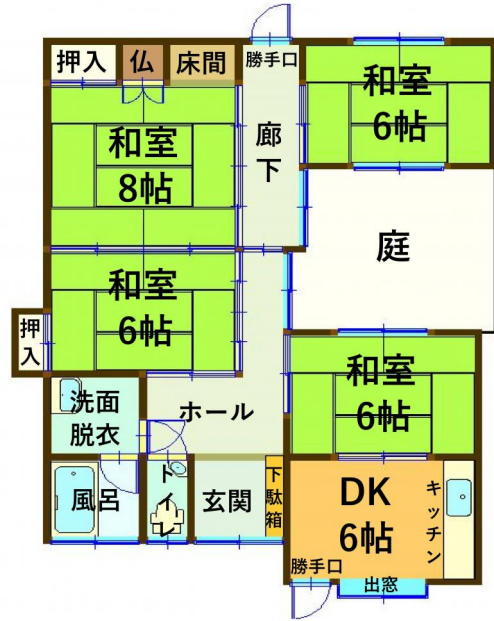 押入
仏
床間
勝手口
和室
6帖
廊下
和室
8帖
庭
和室
6帖
押入
和室
6帖
洗面
脱衣
ホール
風呂
トイレ
玄関
下駄箱
DK
6帖
キッチン
勝手口
出窓